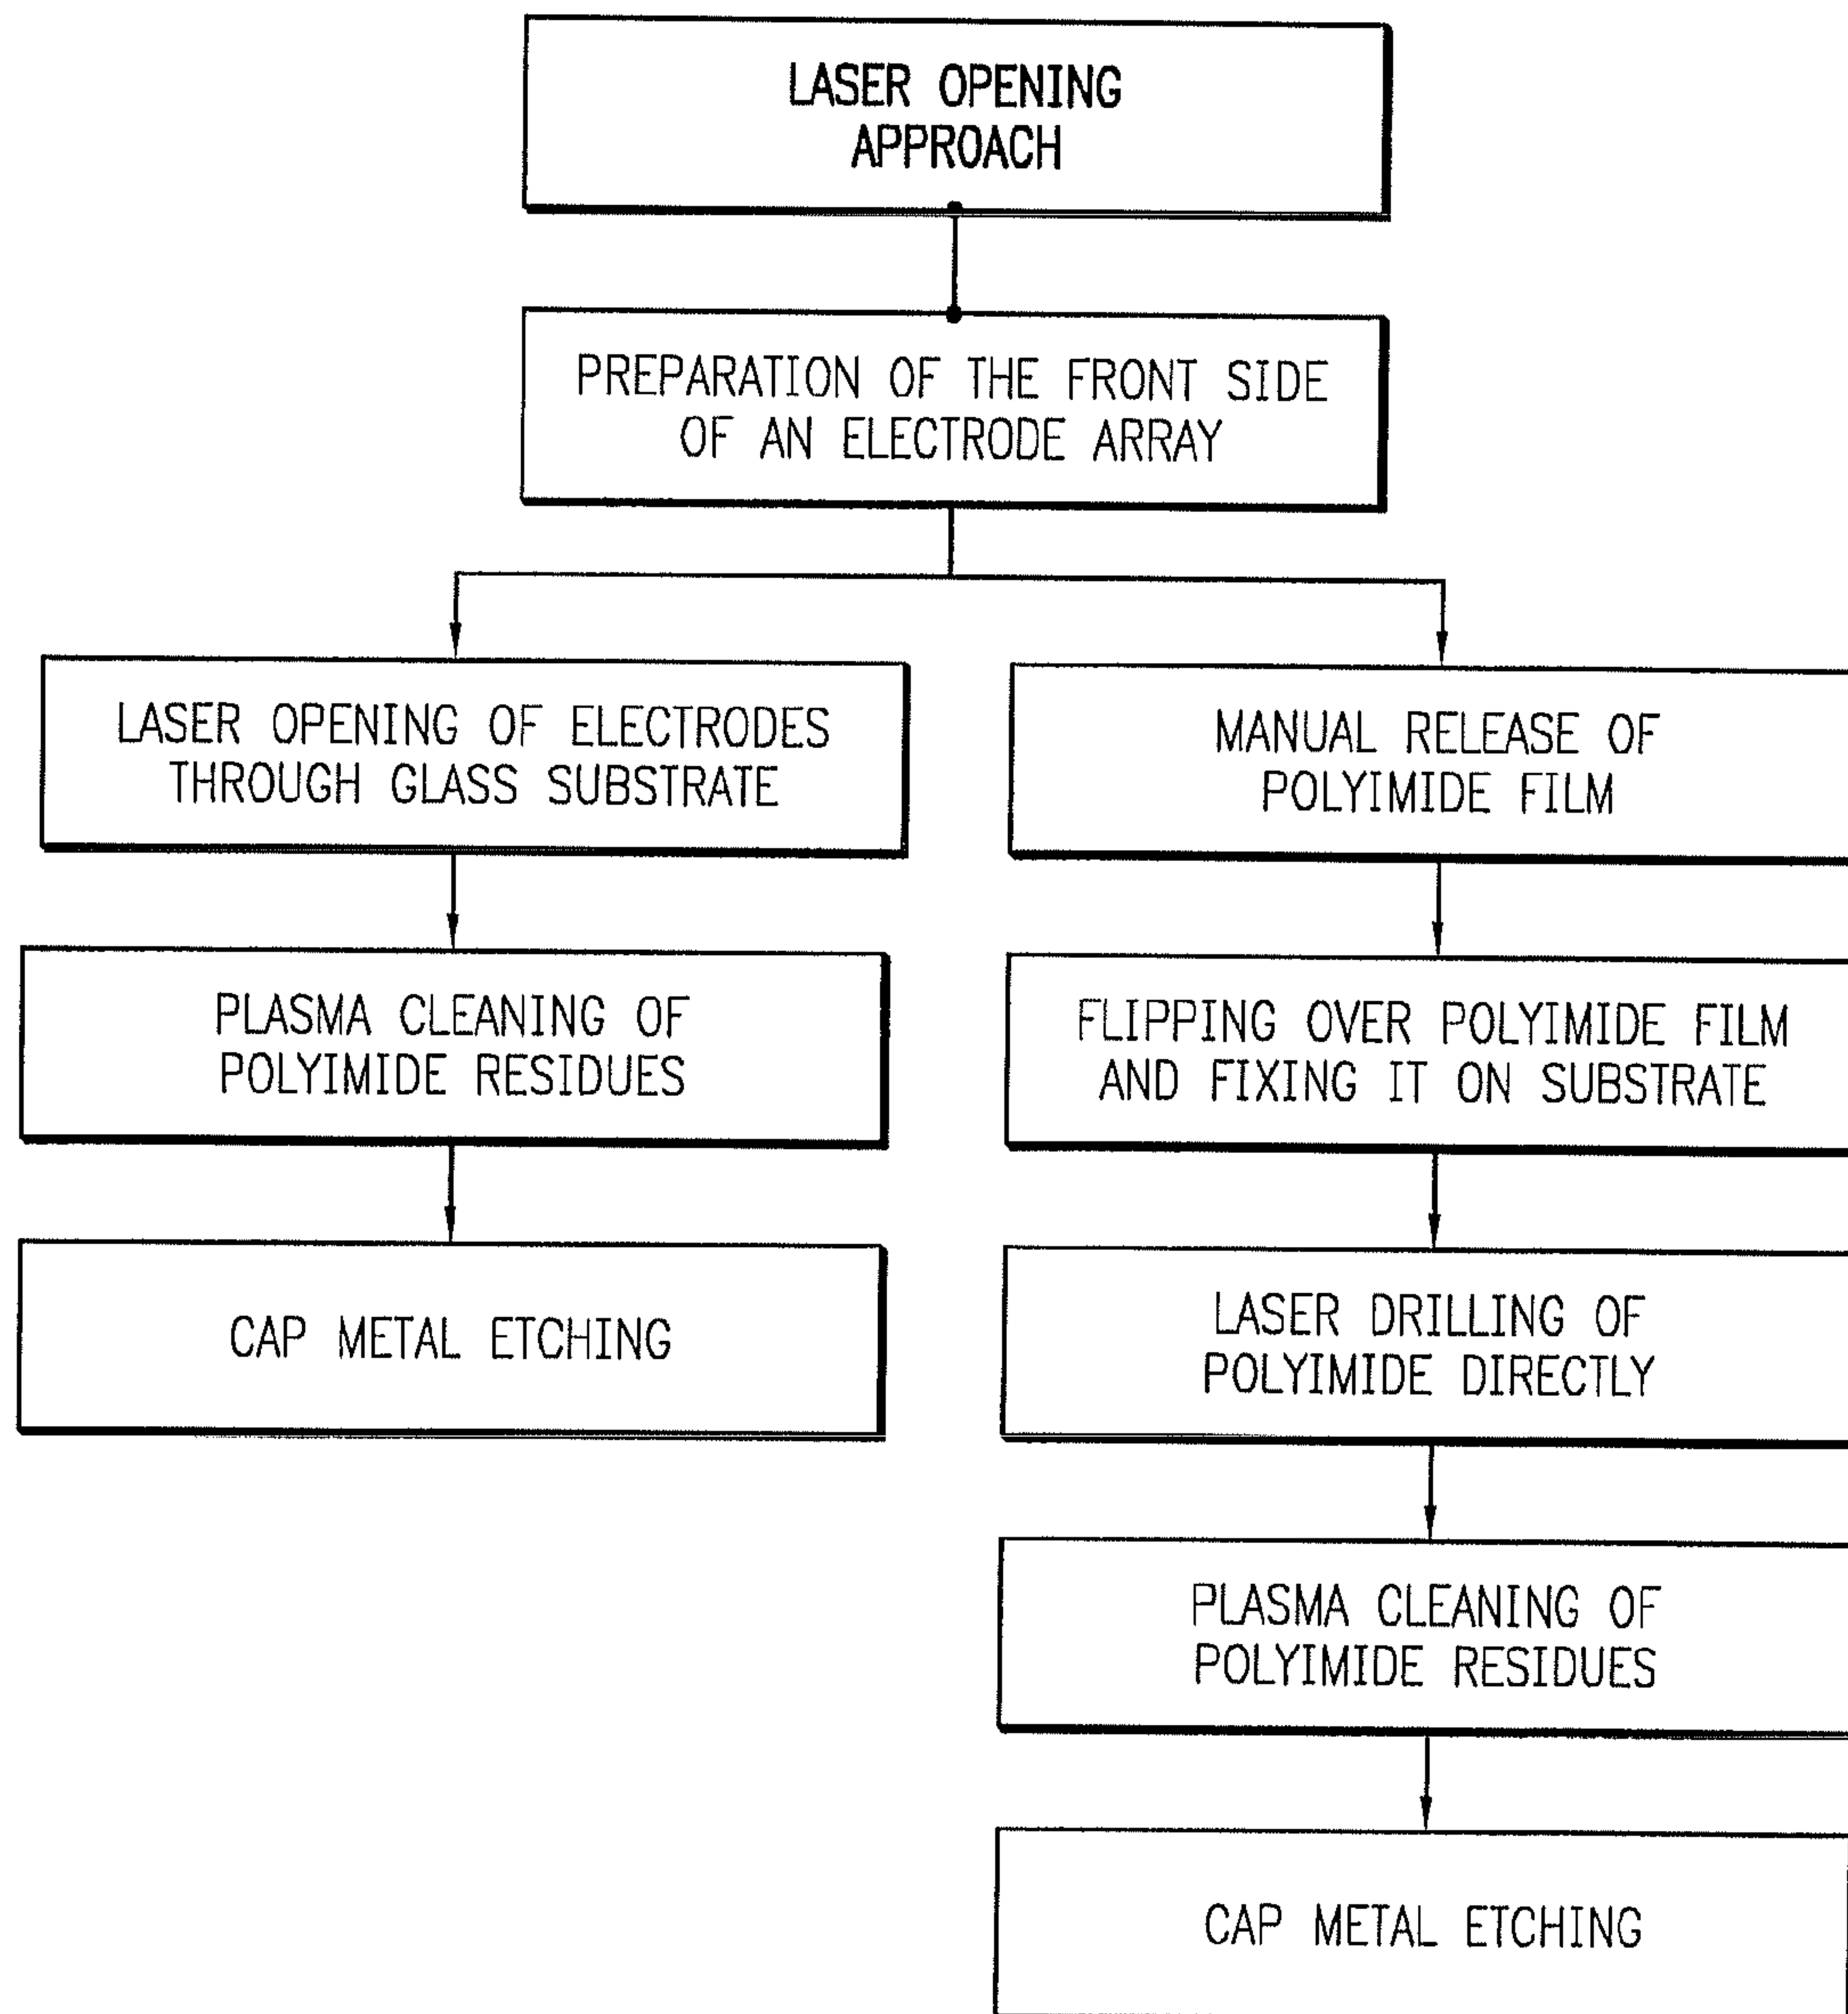 LASER OPENING
APPROACH
PREPARATION OF THE FRONT SIDE
OF AN ELECTRODE ARRAY
LASER OPENING OF ELECTRODES
THROUGH GLASS SUBSTRATE
PLASMA CLEANING OF
POLYIMIDE RESIDUES
CAP METAL ETCHING
MANUAL RELEASE OF
POLYIMIDE FILM
FLIPPING OVER POLYIMIDE FILM
AND FIXING IT ON SUBSTRATE
LASER DRILLING OF
POLYIMIDE DIRECTLY
PLASMA CLEANING OF
POLYIMIDE RESIDUES
CAP METAL ETCHING